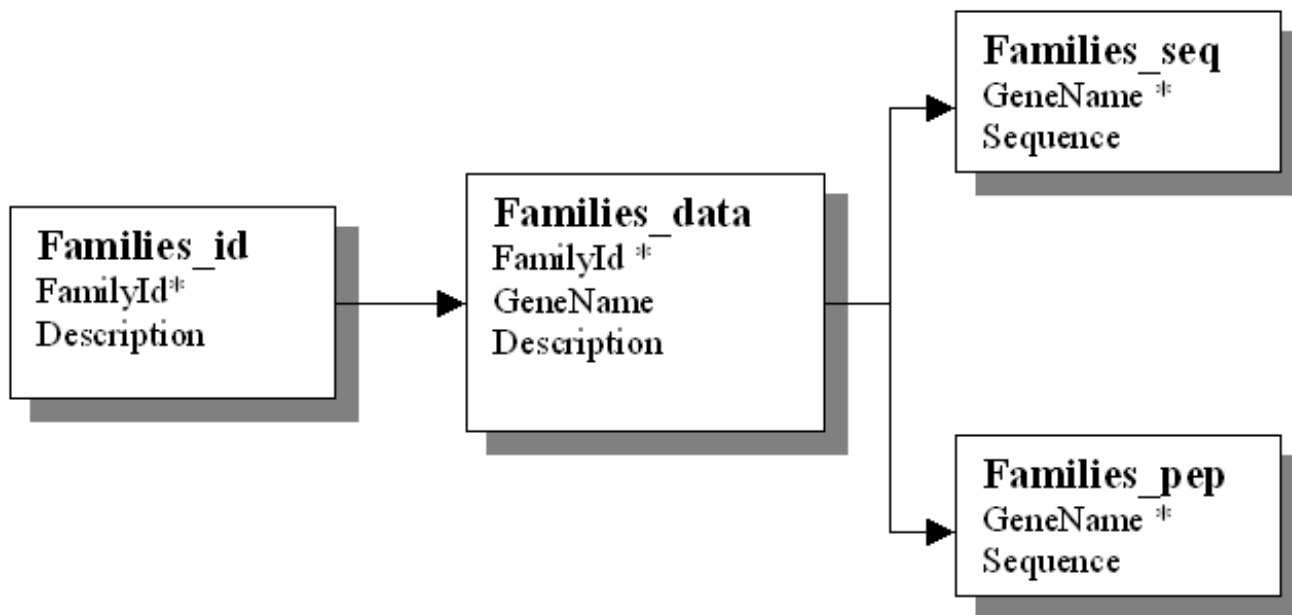 Families_id
FamilyId*
Description
Families_data
FamilyId *
GeneName
Description
Families_seq
GeneName *
Sequence
Families_pep
GeneName *
Sequence